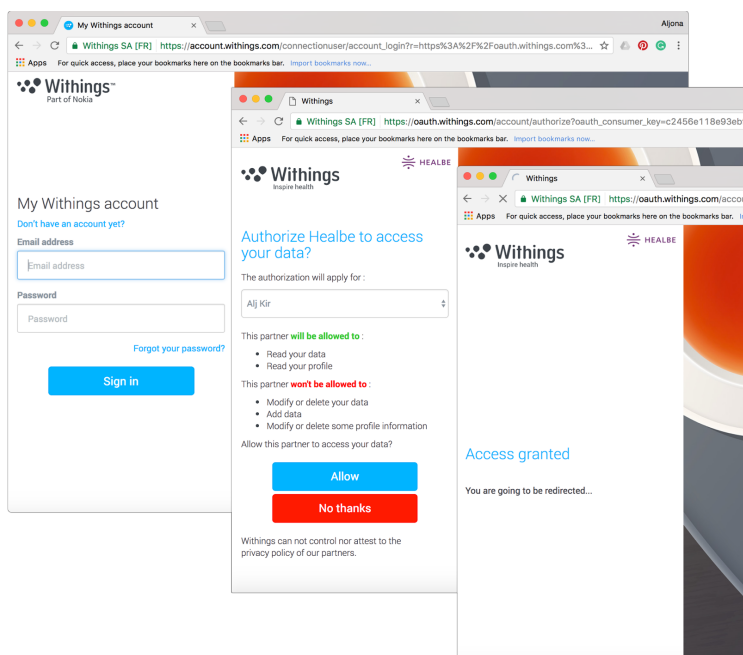 My Withings account
Aljona
Withings SA [FR] https://account.withings.com/connectionuser/account_login?r=https%3A%2F%2Foauth.withings.com%3...
Apps For quick access, place your bookmarks here on the bookmarks bar. Import bookmarks now...
Withings™
Part of Nokia
My Withings account
Don't have an account yet?
Email address
Email address
Password
Password
Forgot your password?
Sign in
Withings
Withings SA [FR] https://oauth.withings.com/account/authorize?oauth_consumer_key=c2456e118e93eb
Apps For quick access, place your bookmarks here on the bookmarks bar. Import bookmarks now...
HEALBE
Withings
Inspire health
Authorize Healbe to access
your data?
The authorization will apply for :
Alj Kir
This partner will be allowed to :
Read your data
Read your profile
This partner won't be allowed to :
Modify or delete your data
Add data
Modify or delete some profile information
Allow this partner to access your data?
Allow
No thanks
Withings can not control nor attest to the
privacy policy of our partners.
Withings
Withings SA [FR] https://oauth.withings.com/accou
Apps For quick access, place your bookmarks here on the bookmarks bar.
HEALBE
Withings
Inspire health
Access granted
You are going to be redirected...